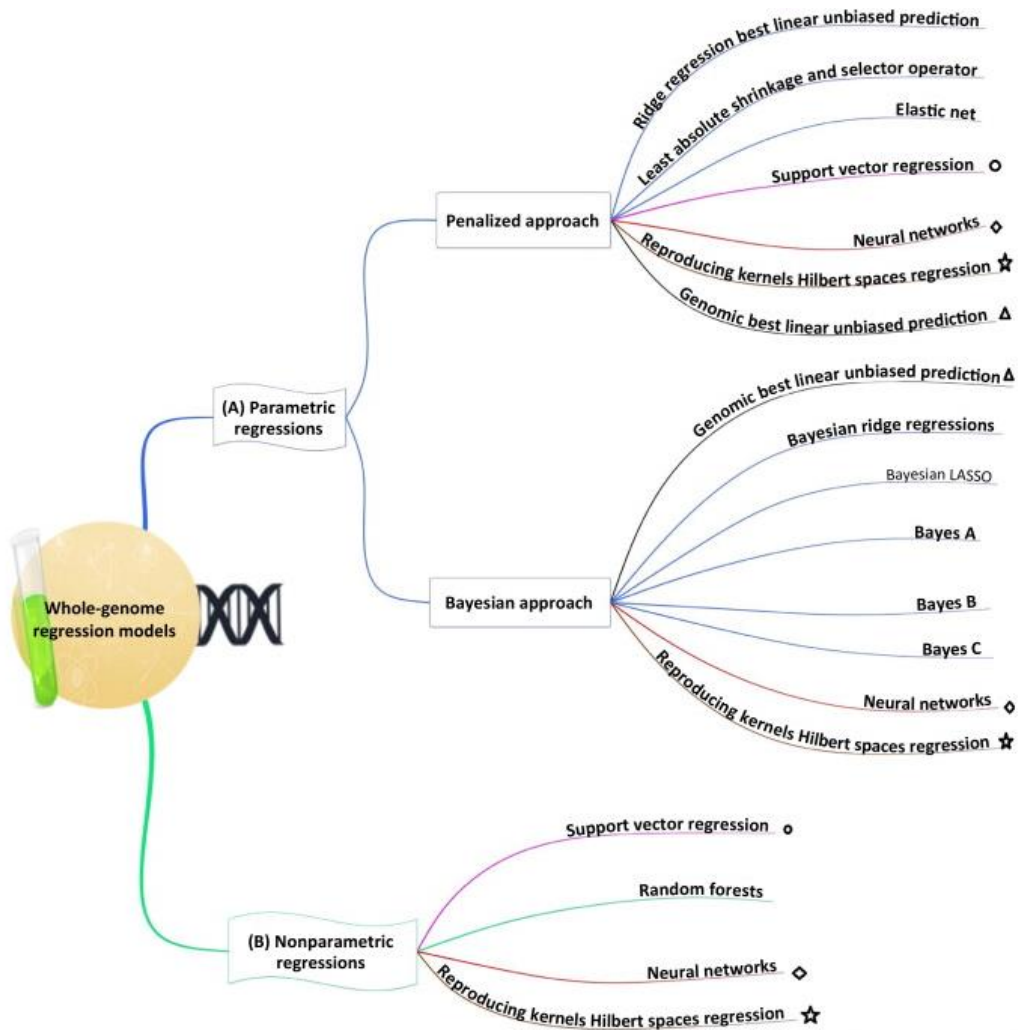 Ridge regression best linear unbiased prediction
Least absolute shrinkage and selector operator
Elastic net
Support vector regression
Penalized approach
Neural networks
Reproducing kernels Hilbert spaces regression
Genomic best linear unbiased prediction
(A) Parametric
regressions
Genomic best linear unbiased prediction
Bayesian ridge regressions
Bayesian LASSO
Bayes A
Bayesian approach
Bayes B
Bayes C
Neural networks
Reproducing kernels Hilbert spaces regression
Whole-genome
regression models
Support vector regression
Random forests
(B) Nonparametric
regressions
Neural networks
Reproducing kernels Hilbert spaces regression